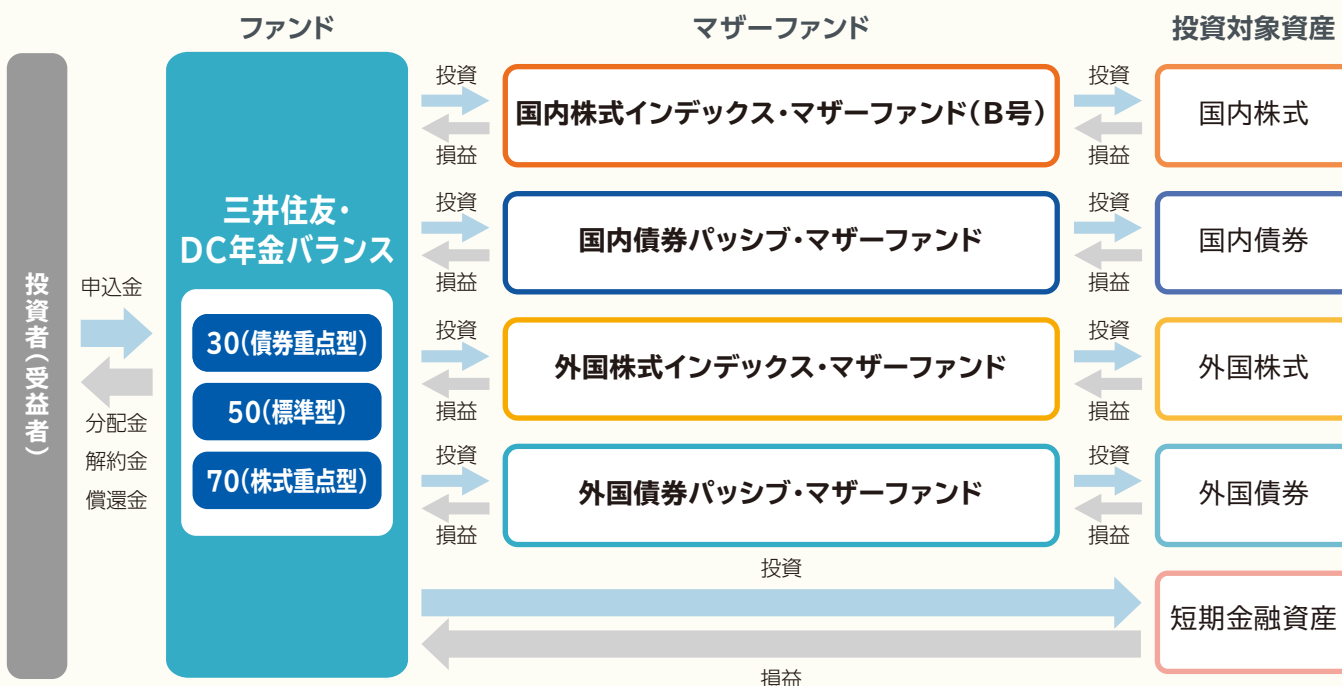 ファンド
マザーファンド
投資対象資産
投資者(受益者)
申込金
分配金
解約金
償還金
三井住友・
DC年金バランス
30(債券重点型)
50(標準型)
70(株式重点型)
投資
損益
国内株式インデックス・マザーファンド(B号)
投資
損益
国内株式
投資
損益
国内債券パッシブ・マザーファンド
投資
損益
国内債券
投資
損益
外国株式インデックス・マザーファンド
投資
損益
外国株式
投資
損益
外国債券パッシブ・マザーファンド
投資
損益
外国債券
投資
損益
短期金融資産